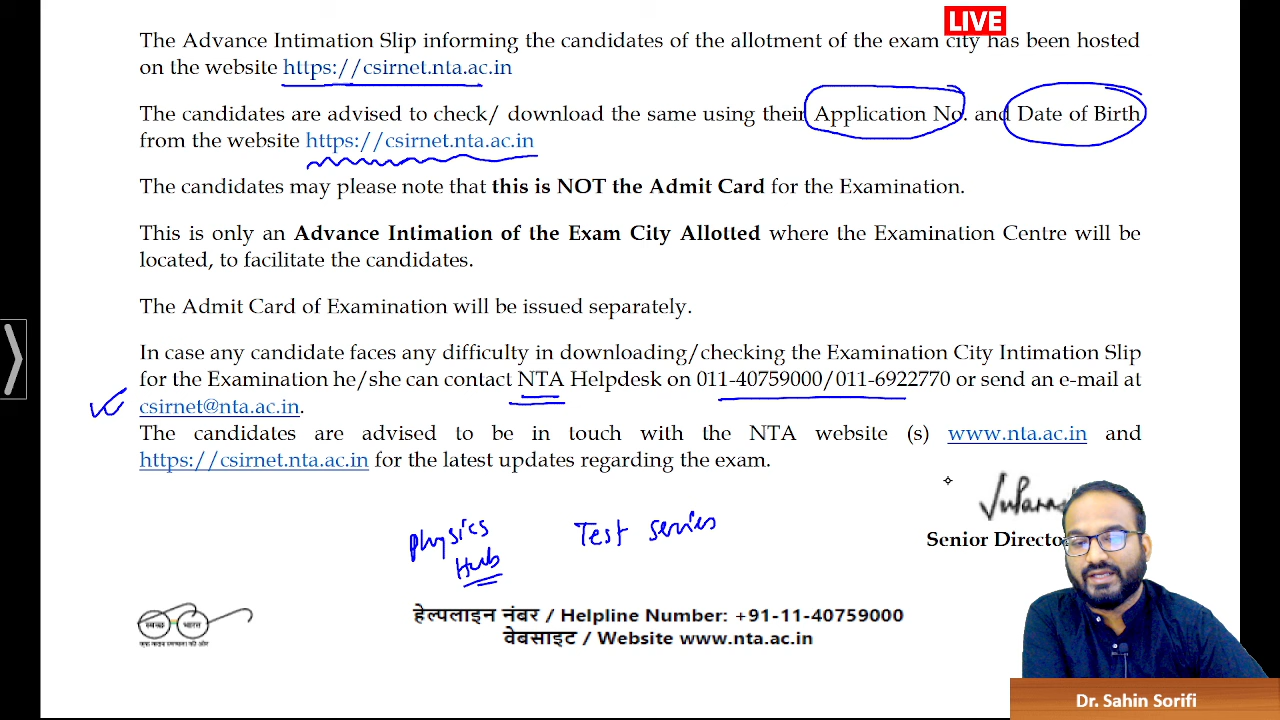 LIVE
The Advance Intimation Slip informing the candidates of the allotment of the exam city has been hosted
on the website https://csirnet.nta.ac.in
The candidates are advised to check/ download the same using their Application No. and Date of Birth
from the website https://csirnet.nta.ac.in
The candidates may please note that this is NOT the Admit Card for the Examination.
This is only an Advance Intimation of the Exam City Allotted where the Examination Centre will be
located, to facilitate the candidates.
The Admit Card of Examination will be issued separately.
In case any candidate faces any difficulty in downloading/checking the Examination City Intimation Slip
for the Examination he/she can contact NTA Helpdesk on 011-40759000/011-6922770 or send an e-mail at
csirnet@nta.ac.in.
The candidates are advised to be in touch with the NTA website (s) www.nta.ac.in and
https://csirnet.nta.ac.in for the latest updates regarding the exam.
Physics Test series
Hub
Senior Director
स्वच्छ भारत
एक कदम स्वच्छता की ओर
हेल्पलाइन नंबर / Helpline Number: +91-11-40759000
वेबसाइट / Website www.nta.ac.in
Dr. Sahin Sorifi